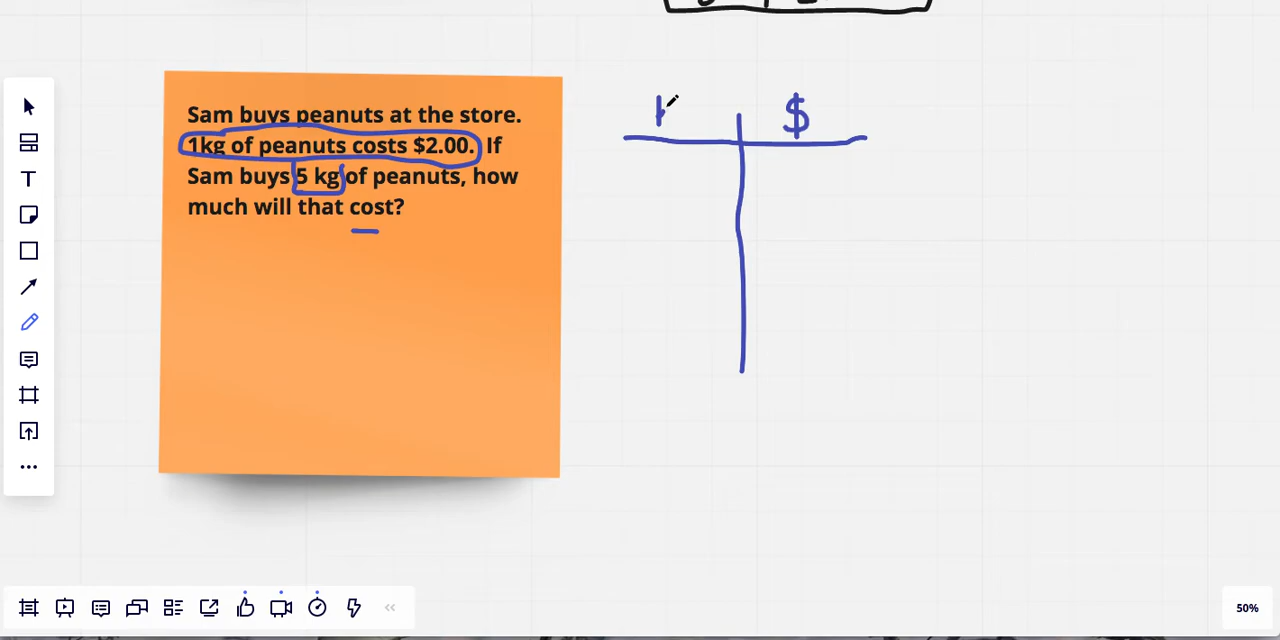 Sam buys peanuts at the store.
1kg of peanuts costs $2.00. If
Sam buys 5 kg of peanuts, how
much will that cost?
$
T
50%